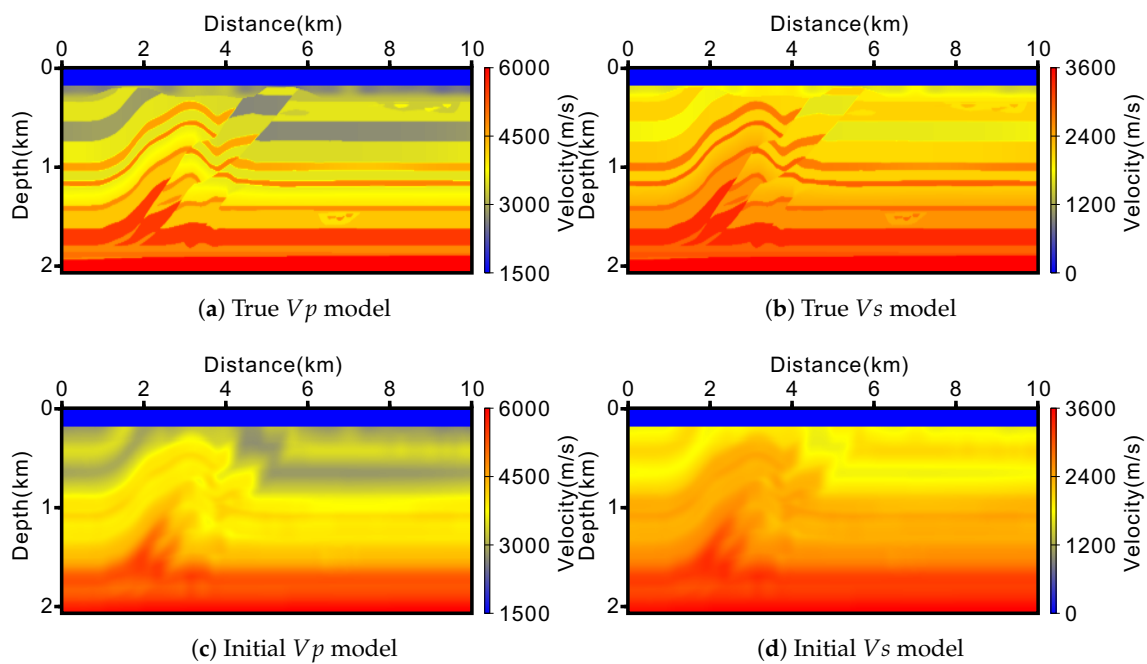 Distance(km)
0 2 4 6 8 10
0
1
2
Depth(km)
6000
4500
3000
1500
Velocity(m/s)
(a) True Vp model
Distance(km)
0 2 4 6 8 10
0
1
2
Depth(km)
3600
2400
1200
0
Velocity(m/s)
(b) True Vs model
Distance(km)
0 2 4 6 8 10
0
1
2
Depth(km)
6000
4500
3000
1500
Velocity(m/s)
(c) Initial Vp model
Distance(km)
0 2 4 6 8 10
0
1
2
Depth(km)
3600
2400
1200
0
Velocity(m/s)
(d) Initial Vs model